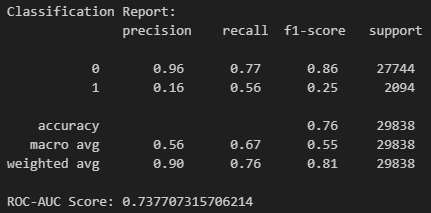 Classification Report:
precision recall f1-score support
0 0.96 0.77 0.86 27744
1 0.16 0.56 0.25 2094
accuracy 0.76 29838
macro avg 0.56 0.67 0.55 29838
weighted avg 0.90 0.76 0.81 29838
ROC-AUC Score: 0.737707315706214